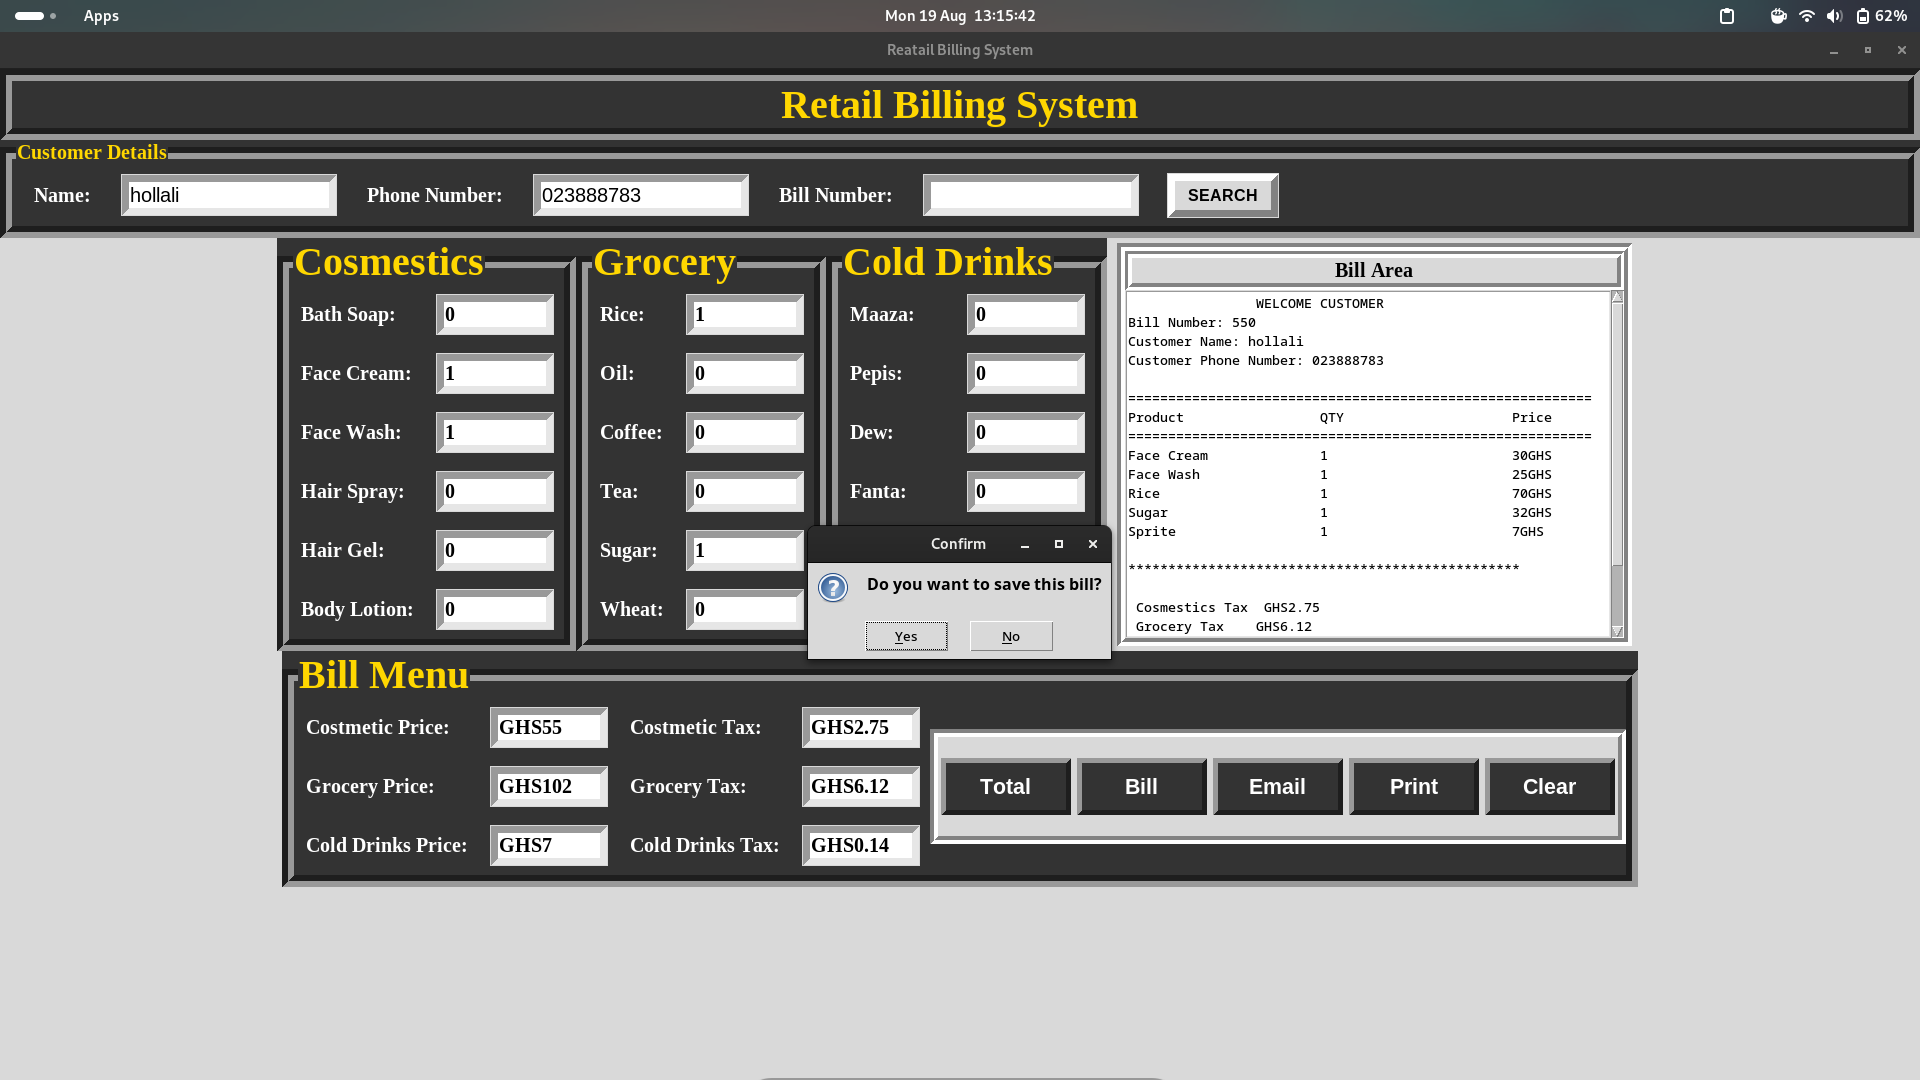 Apps Mon 19 Aug 13:15:42 62%
Reatail Billing System
Retail Billing System
Customer Details
Name: hollali Phone Number: 023888783 Bill Number: SEARCH
Cosmestics
Bath Soap: 0
Face Cream: 1
Face Wash: 1
Hair Spray: 0
Hair Gel: 0
Body Lotion: 0
Grocery
Rice: 1
Oil: 0
Coffee: 0
Tea: 0
Sugar: 1
Wheat: 0
Cold Drinks
Maaza: 0
Pepis: 0
Dew: 0
Fanta: 0
Confirm
Do you want to save this bill?
Yes No
Bill Area
WELCOME CUSTOMER
Bill Number: 550
Customer Name: hollali
Customer Phone Number: 023888783
==========================================================
Product QTY Price
==========================================================
Face Cream 1 30GHS
Face Wash 1 25GHS
Rice 1 70GHS
Sugar 1 32GHS
Sprite 1 7GHS
*************************************************
Cosmestics Tax GHS2.75
Grocery Tax GHS6.12
Bill Menu
Costmetic Price: GHS55 Costmetic Tax: GHS2.75
Grocery Price: GHS102 Grocery Tax: GHS6.12
Cold Drinks Price: GHS7 Cold Drinks Tax: GHS0.14
Total Bill Email Print Clear